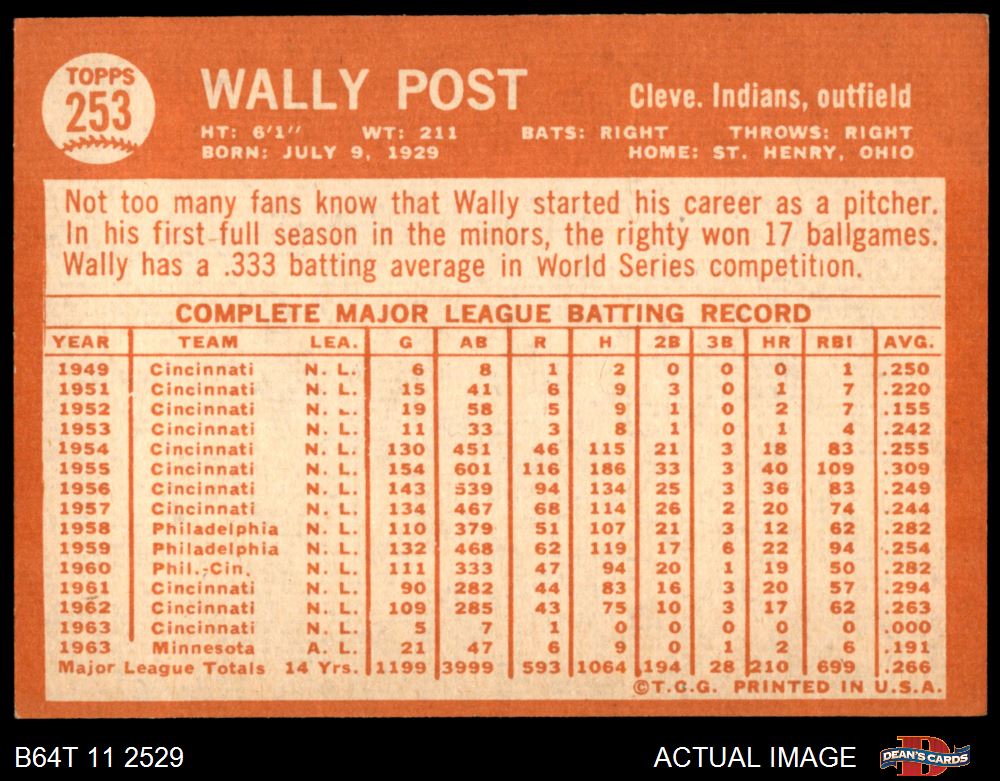 TOPPS
253
WALLY POST
Cleve. Indians, outfield
HT: 6'1" WT: 211 BATS: RIGHT THROWS: RIGHT
BORN: JULY 9, 1929 HOME: ST. HENRY, OHIO
Not too many fans know that Wally started his career as a pitcher.
In his first full season in the minors, the righty won 17 ballgames.
Wally has a .333 batting average in World Series competition.
COMPLETE MAJOR LEAGUE BATTING RECORD
YEAR TEAM LEA. G AB R H 2B 3B HR RBI AVG.
1949 Cincinnati N. L. 6 8 1 2 0 0 0 1 .250
1951 Cincinnati N. L. 15 41 6 9 3 0 1 7 .220
1952 Cincinnati N. L. 19 58 5 9 1 0 2 7 .155
1953 Cincinnati N. L. 11 33 3 8 1 0 1 4 .242
1954 Cincinnati N. L. 130 451 46 115 21 3 18 83 .255
1955 Cincinnati N. L. 154 601 116 186 33 3 40 109 .309
1956 Cincinnati N. L. 143 539 94 134 25 3 36 83 .249
1957 Cincinnati N. L. 134 467 68 114 26 2 20 74 .244
1958 Philadelphia N. L. 110 379 51 107 21 3 12 62 .282
1959 Philadelphia N. L. 132 468 62 119 17 6 22 94 .254
1960 Phil.-Cin. N. L. 111 333 47 94 20 1 19 50 .282
1961 Cincinnati N. L. 90 282 44 83 16 3 20 57 .294
1962 Cincinnati N. L. 109 285 43 75 10 3 17 62 .263
1963 Cincinnati N. L. 5 7 1 0 0 0 0 0 .000
1963 Minnesota A. L. 21 47 6 9 0 1 2 6 .191
Major League Totals 14 Yrs. 1199 3999 593 1064 194 28 210 699 .266
©T.C.G. PRINTED IN U.S.A.
B64T 11 2529
ACTUAL IMAGE
DEAN'S CARDS